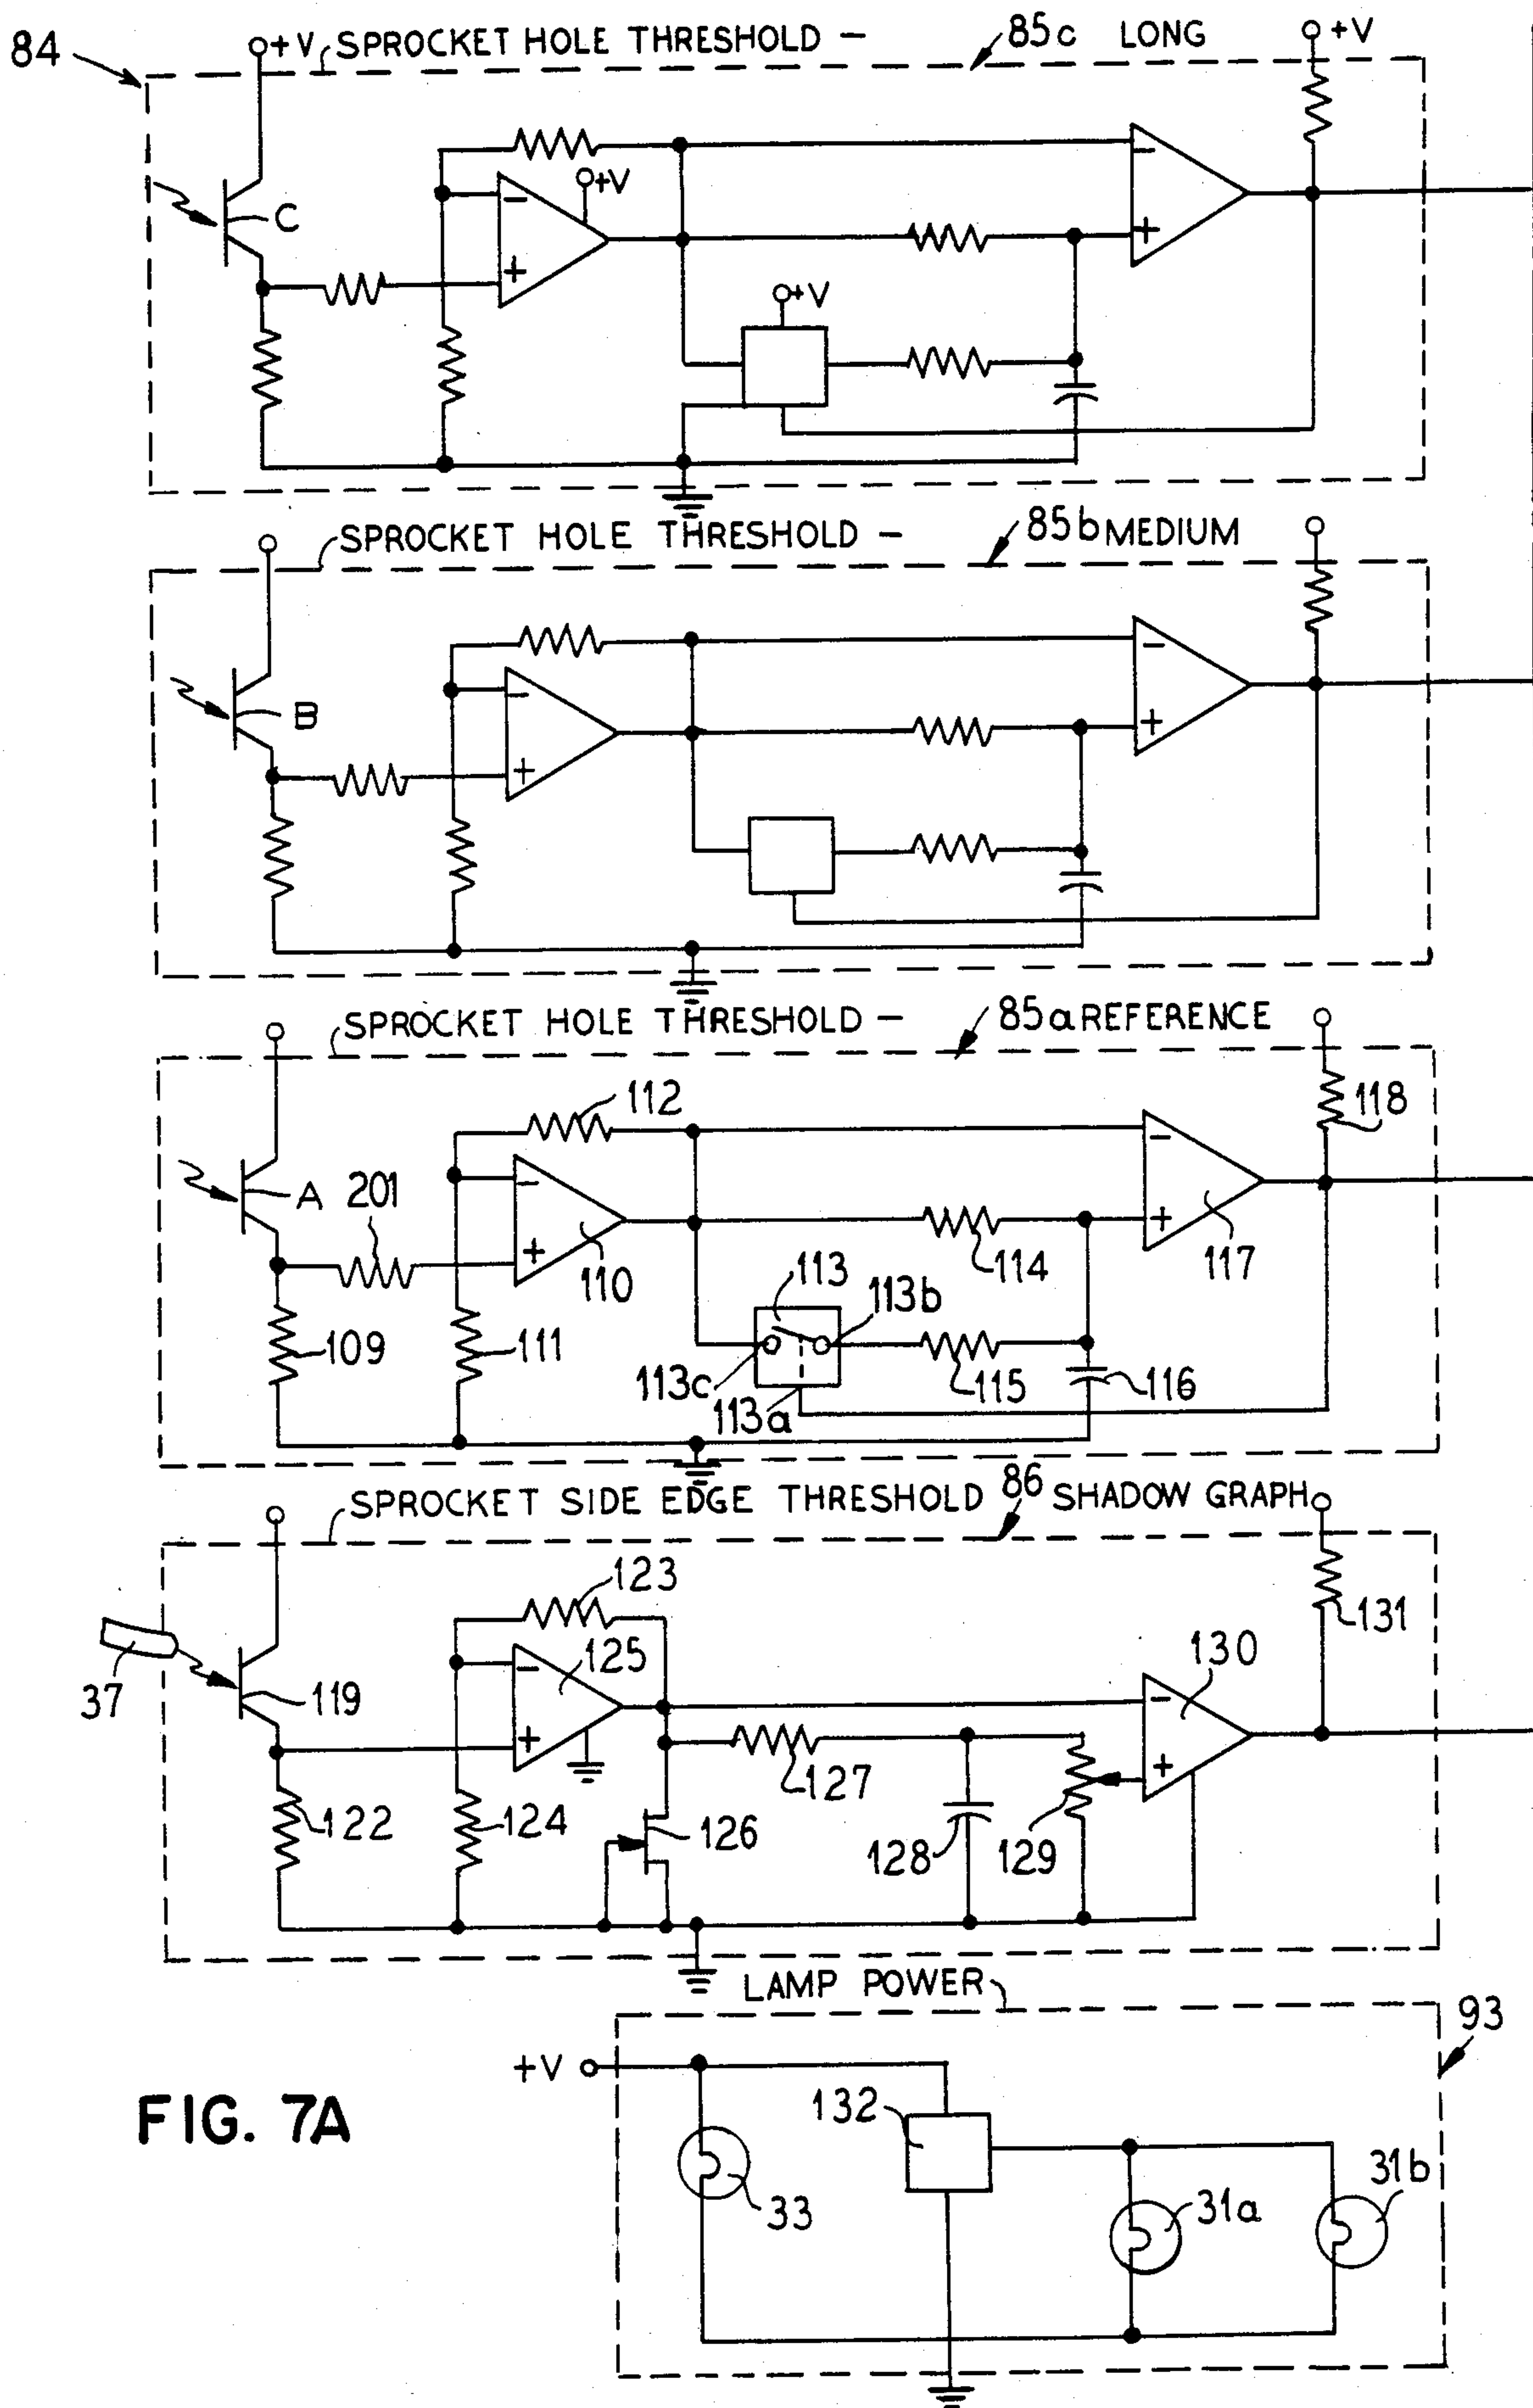 84 +V SPROCKET HOLE THRESHOLD - 85c LONG +V
C
- +V -
+ +
+V
SPROCKET HOLE THRESHOLD - 85b MEDIUM
B
- -
+ +
SPROCKET HOLE THRESHOLD - 85a REFERENCE
112 118
A 201
- -
+ +
110 114 117
113 113b
109 111
113c 115 116
113a
SPROCKET SIDE EDGE THRESHOLD 86 SHADOW GRAPH
123
125 131
37 119 130
- -
+ +
127
122 124 126 128 129
LAMP POWER
93
+V
132
FIG. 7A
33 31a 31b